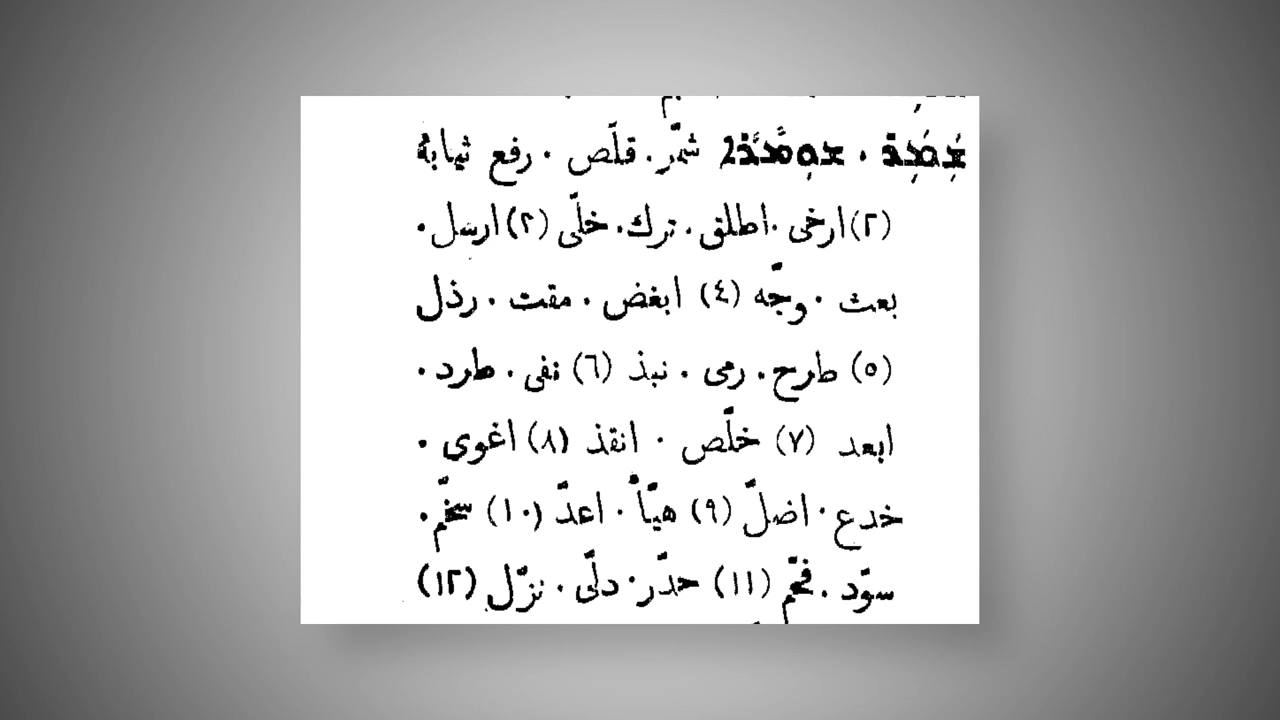 ܫܲܡܲܪ . ܫܘܼܡܵܪܵܐ شمّر. قلّص . رفع ثيابهُ
(٢) ارخى . اطلق . ترك . خلّى (٣) ارسل .
بعث . وجّه (٤) ابغض . مقت . رذل
(٥) طرح . رمى . نبذ (٦) نفى . طرد .
ابعد (٧) خلّص . انقذ (٨) اغوى .
خدع . اضلّ (٩) هيّأ . اعدّ (١٠) سخّم .
سوّد . فحّم (١١) حدّر . دلّى . نزّل (١٢)